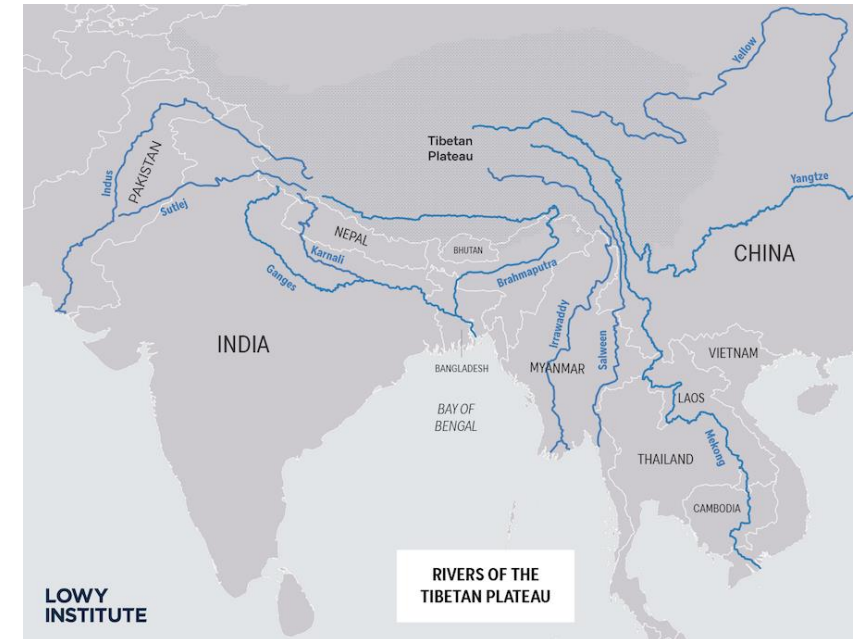 Yellow
Tibetan
Plateau
Indus
PAKISTAN
Sutlej
Yangtze
NEPAL
BHUTAN
CHINA
Karnali
Ganges
Brahmaputra
Irrawaddy
Salween
INDIA
VIETNAM
BANGLADESH
MYANMAR
LAOS
BAY OF
BENGAL
Mekong
THAILAND
CAMBODIA
RIVERS OF THE
TIBETAN PLATEAU
LOWY
INSTITUTE